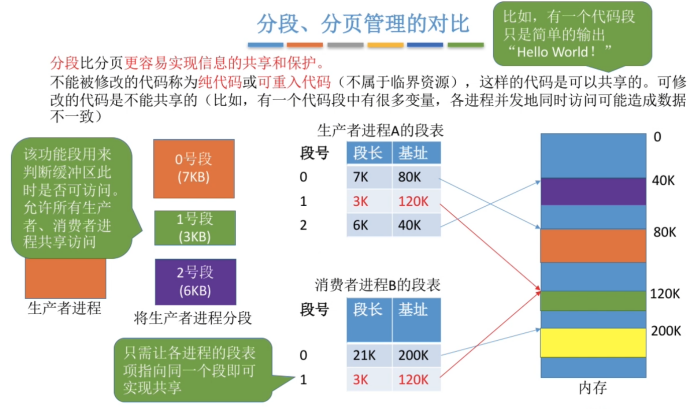 分段、分页管理的对比
比如，有一个代码段
只是简单的输出
“Hello World！”
分段比分页更容易实现信息的共享和保护。
不能被修改的代码称为纯代码或可重入代码（不属于临界资源），这样的代码是可以共享的。可修
改的代码是不能共享的（比如，有一个代码段中有很多变量，各进程并发地同时访问可能造成数据
不一致）
该功能段用来
判断缓冲区此
时是否可访问。
允许所有生产
者、消费者进
程共享访问
生产者进程
0号段
(7KB)
1号段
(3KB)
2号段
(6KB)
将生产者进程分段
生产者进程A的段表
段号 段长 基址
0 7K 80K
1 3K 120K
2 6K 40K
消费者进程B的段表
段号 段长 基址
0 21K 200K
1 3K 120K
只需让各进程的段表
项指向同一个段即可
实现共享
0
40K
80K
120K
200K
内存